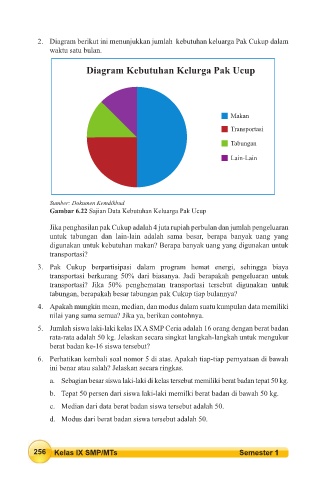 2. Diagram berikut ini menunjukkan jumlah kebutuhan keluarga Pak Cukup dalam
waktu satu bulan.
Diagram Kebutuhan Kelurga Pak Ucup
Makan
Transportasi
Tabungan
Lain-Lain
Sumber: Dokumen Kemdikbud
Gambar 6.22 Sajian Data Kebutuhan Keluarga Pak Ucup
Jika penghasilan pak Cukup adalah 4 juta rupiah perbulan dan jumlah pengeluaran
untuk tabungan dan lain-lain adalah sama besar, berapa banyak uang yang
digunakan untuk kebutuhan makan? Berapa banyak uang yang digunakan untuk
transportasi semua?
3. Pak Cukup berpartisipasi dalam program hemat energi, sehingga biaya
transportasi berkurang 50% dari biasanya. Jadi berapakah pengeluaran untuk
transportasi? Jika 50% penghematan transportasi tersebut digunakan untuk
tabungan, berapakah besar tabungan pak Cukup tiap bulannya?
4. Apakah mungkin mean, median, dan modus dalam suatu kumpulan data memiliki
nilai yang sama semua? Jika ya, berikan contohnya.
5. Jumlah siswa laki-laki kelas IX A SMP Ceria adalah 16 orang dengan berat badan
rata-rata adalah 50 kg. Jelaskan secara singkat langkah-langkah untuk mengukur
berat badan ke-16 siswa tersebut?
6. Perhatikan kembali soal nomor 5 di atas. Apakah tiap-tiap pernyataan di bawah
ini benar atau salah? Jelaskan secara ringkas.
a. Sebagian besar siswa laki-laki di kelas tersebut memiliki berat badan tepat 50 kg.
b. Tepat 50 persen dari siswa laki-laki memilki berat badan di bawah 50 kg.
c. Median dari data berat badan siswa tersebut adalah 50.
d. Modus dari berat badan siswa tersebut adalah 50.
256 Kelas IX SMP/MTs Semester 1